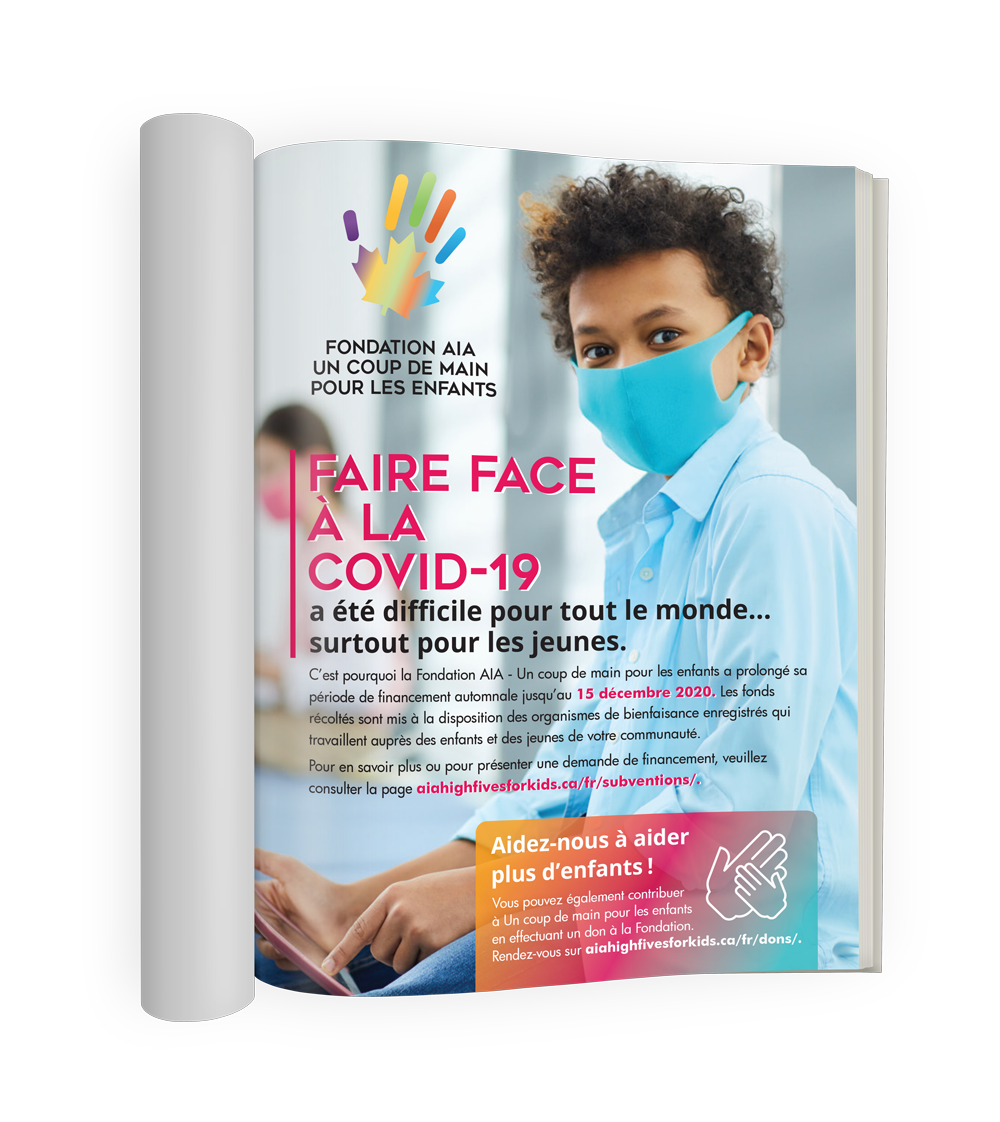 FONDATION AIA
UN COUP DE MAIN
POUR LES ENFANTS
FAIRE FACE
À LA
COVID-19
a été difficile pour tout le monde...
surtout pour les jeunes.
C'est pourquoi la Fondation AIA - Un coup de main pour les enfants a prolongé sa
période de financement automnale jusqu'au 15 décembre 2020. Les fonds
récoltés sont mis à la disposition des organismes de bienfaisance enregistrés qui
travaillent auprès des enfants et des jeunes de votre communauté.
Pour en savoir plus ou pour présenter une demande de financement, veuillez
consulter la page aiahighfivesforkids.ca/fr/subventions/.
Aidez-nous à aider
plus d'enfants !
Vous pouvez également contribuer
à Un coup de main pour les enfants
en effectuant un don à la Fondation.
Rendez-vous sur aiahighfivesforkids.ca/fr/dons/.